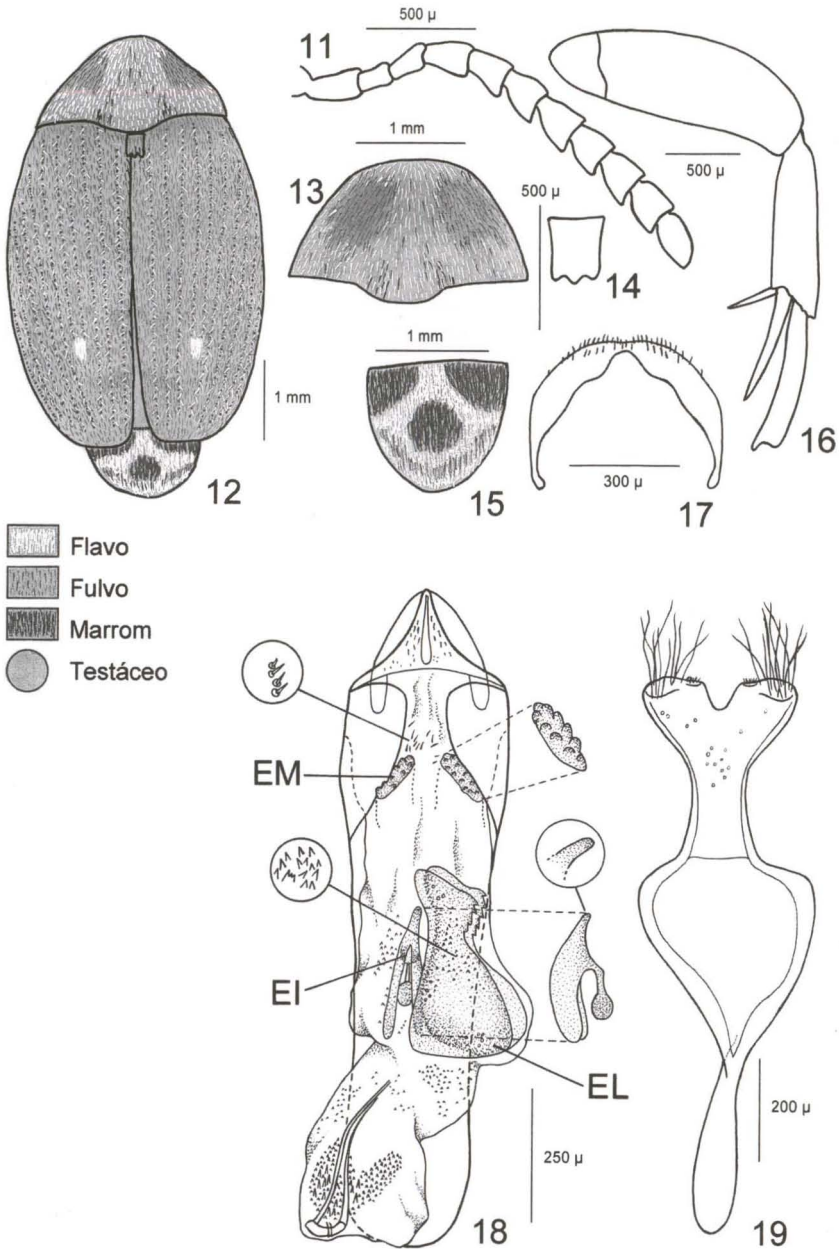 500 µ
11
1 mm
13
500 µ
500 µ
14
1 mm
1 mm
16
12
15
300 µ
17
Flavo
Fulvo
Marrom
Testáceo
EM
EI
EL
200 µ
250 µ
18
19